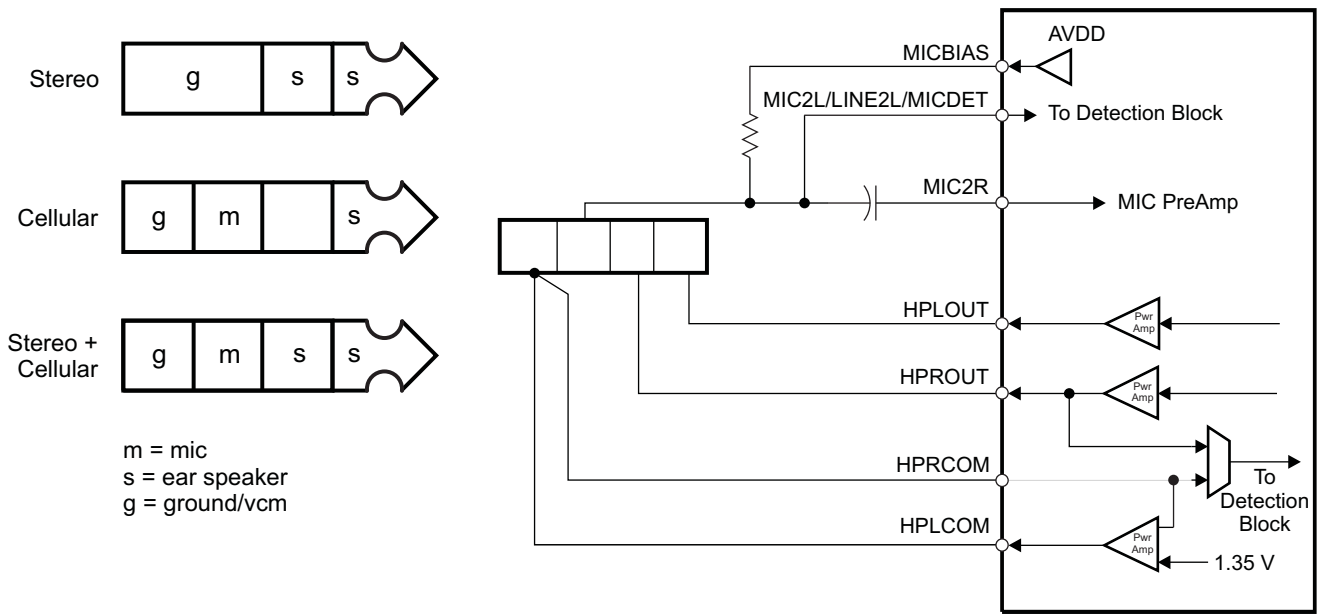 Stereo
g s s
Cellular
g m s
Stereo +
Cellular
g m s s
m = mic
s = ear speaker
g = ground/vcm
AVDD
MICBIAS
MIC2L/LINE2L/MICDET
To Detection Block
MIC2R
MIC PreAmp
HPLOUT
Pwr
Amp
HPROUT
Pwr
Amp
HPRCOM
To
Detection
Block
HPLCOM
Pwr
Amp
1.35 V